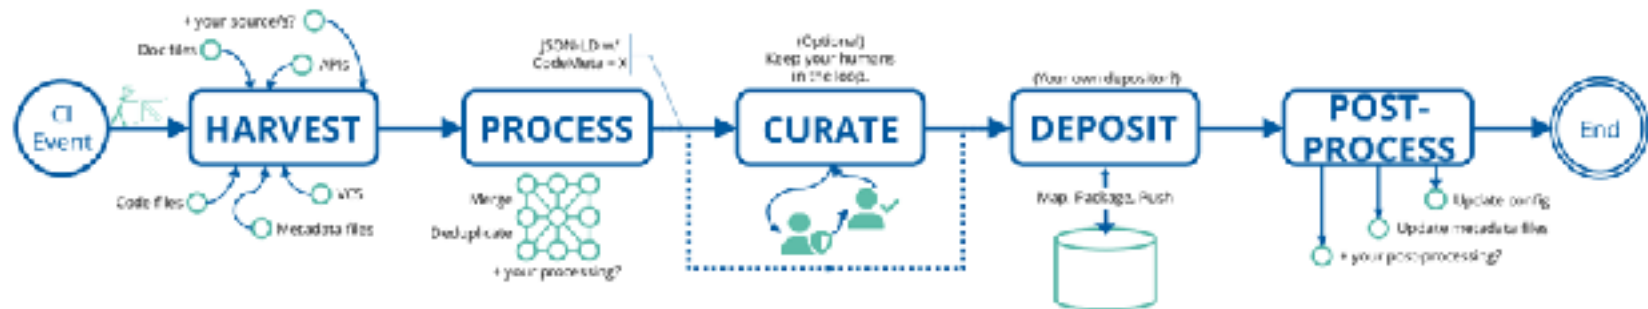 CI
Event
+ your source/s?
Doc files
APIs
HARVEST
Code files
VCS
Metadata files
PROCESS
Merge
Deduplicate
+ your processing?
JSON-LD w/
CodeMeta + X
(Optional)
Keep your humans
in the loop.
CURATE
(Your own depositor?)
DEPOSIT
Map, Package, Push
POST-
PROCESS
Update config
Update metadata files
+ your post-processing?
End